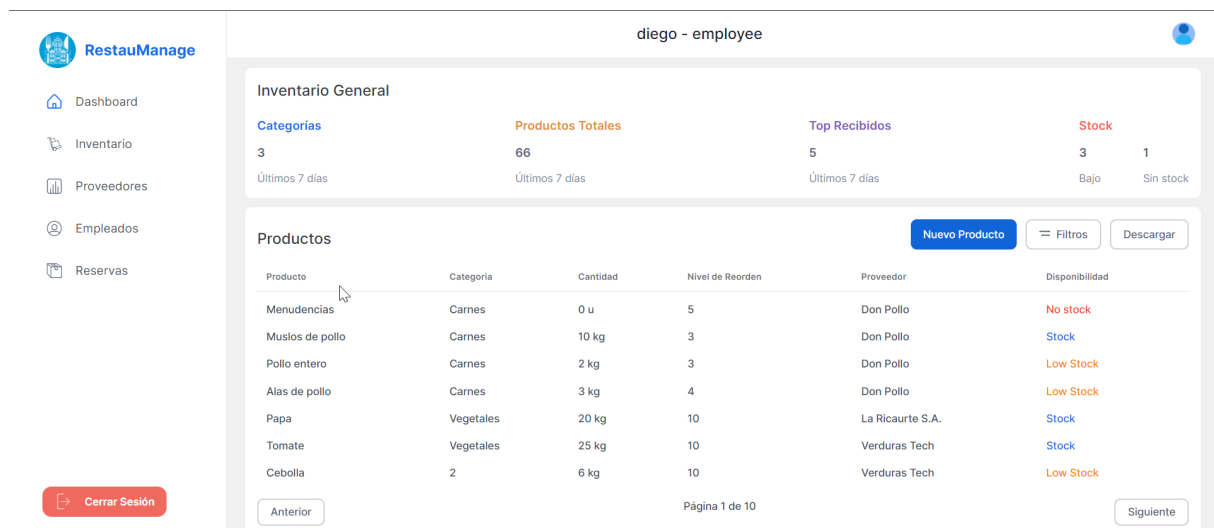 RestauManage
diego - employee
Dashboard
Inventario
Proveedores
Empleados
Reservas
Cerrar Sesión
Inventario General
Categorías Productos Totales Top Recibidos Stock
3 66 5 3 1
Últimos 7 días Últimos 7 días Últimos 7 días Bajo Sin stock
Productos Nuevo Producto Filtros Descargar
Producto Categoria Cantidad Nivel de Reorden Proveedor Disponibilidad
Menudencias Carnes 0 u 5 Don Pollo No stock
Muslos de pollo Carnes 10 kg 3 Don Pollo Stock
Pollo entero Carnes 2 kg 3 Don Pollo Low Stock
Alas de pollo Carnes 3 kg 4 Don Pollo Low Stock
Papa Vegetales 20 kg 10 La Ricaurte S.A. Stock
Tomate Vegetales 25 kg 10 Verduras Tech Stock
Cebolla 2 6 kg 10 Verduras Tech Low Stock
Anterior Página 1 de 10 Siguiente